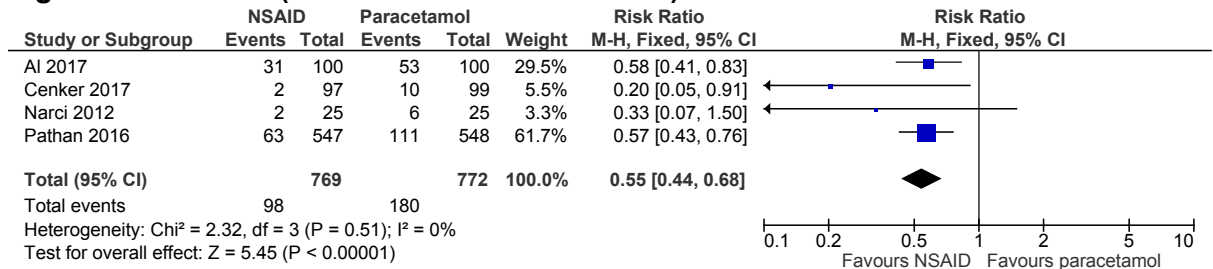 NSAID Paracetamol Risk Ratio Risk Ratio
Study or Subgroup Events Total Events Total Weight M-H, Fixed, 95% CI M-H, Fixed, 95% CI
Al 2017 31 100 53 100 29.5% 0.58 [0.41, 0.83]
Cenker 2017 2 97 10 99 5.5% 0.20 [0.05, 0.91]
Narci 2012 2 25 6 25 3.3% 0.33 [0.07, 1.50]
Pathan 2016 63 547 111 548 61.7% 0.57 [0.43, 0.76]
Total (95% CI) 769 772 100.0% 0.55 [0.44, 0.68]
Total events 98 180
Heterogeneity: Chi² = 2.32, df = 3 (P = 0.51); I² = 0%
Test for overall effect: Z = 5.45 (P < 0.00001)
0.1 0.2 0.5 1 2 5 10
Favours NSAID Favours paracetamol